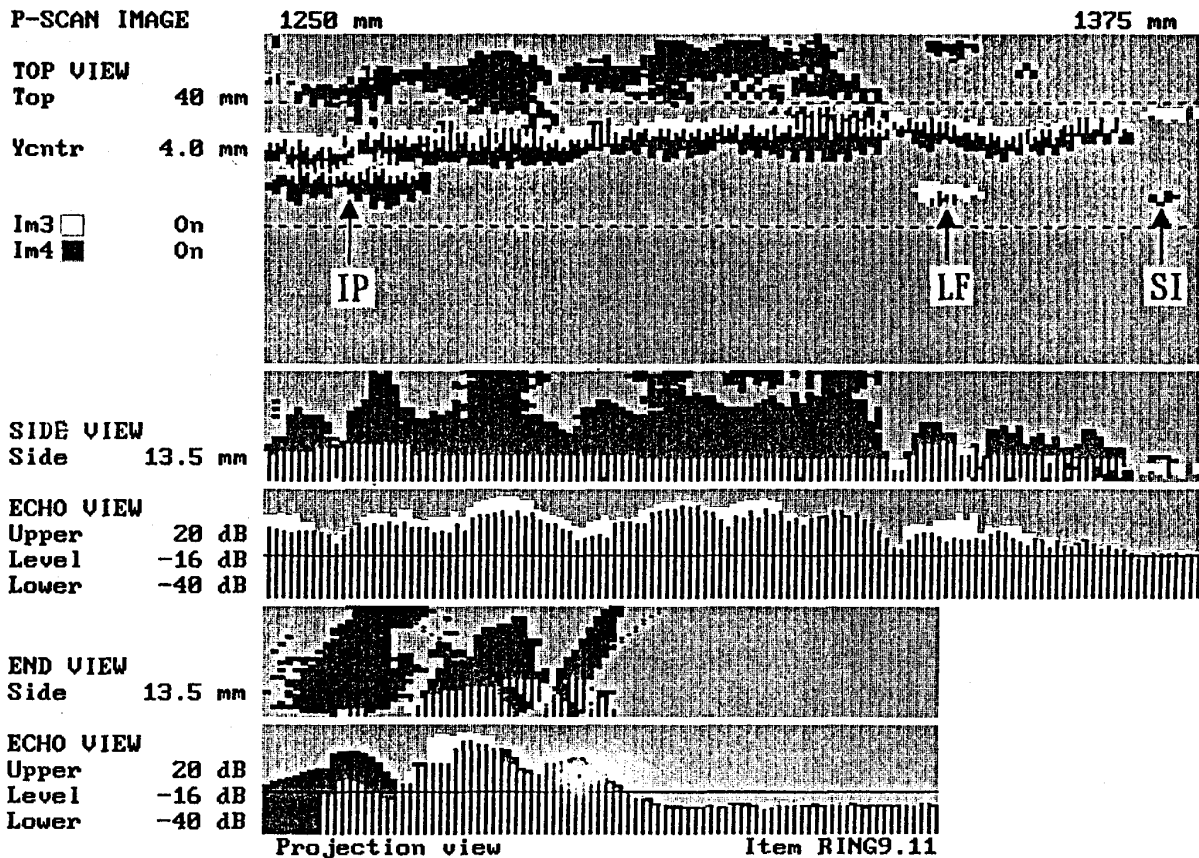 P-SCAN IMAGE 1250 mm 1375 mm
TOP VIEW
Top 40 mm
Ycntr 4.0 mm
Im3 On
Im4 On
IP LF SI
SIDE VIEW
Side 13.5 mm
ECHO VIEW
Upper 20 dB
Level -16 dB
Lower -40 dB
END VIEW
Side 13.5 mm
ECHO VIEW
Upper 20 dB
Level -16 dB
Lower -40 dB
Projection view Item RING9.11